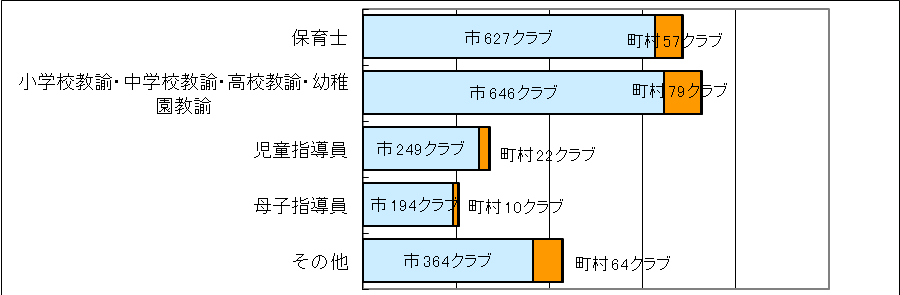 保育士
市627クラブ
町村57クラブ
小学校教諭・中学校教諭・高校教諭・幼稚
園教諭
市646クラブ
町村79クラブ
児童指導員
市249クラブ
町村22クラブ
母子指導員
市194クラブ
町村10クラブ
その他
市364クラブ
町村64クラブ